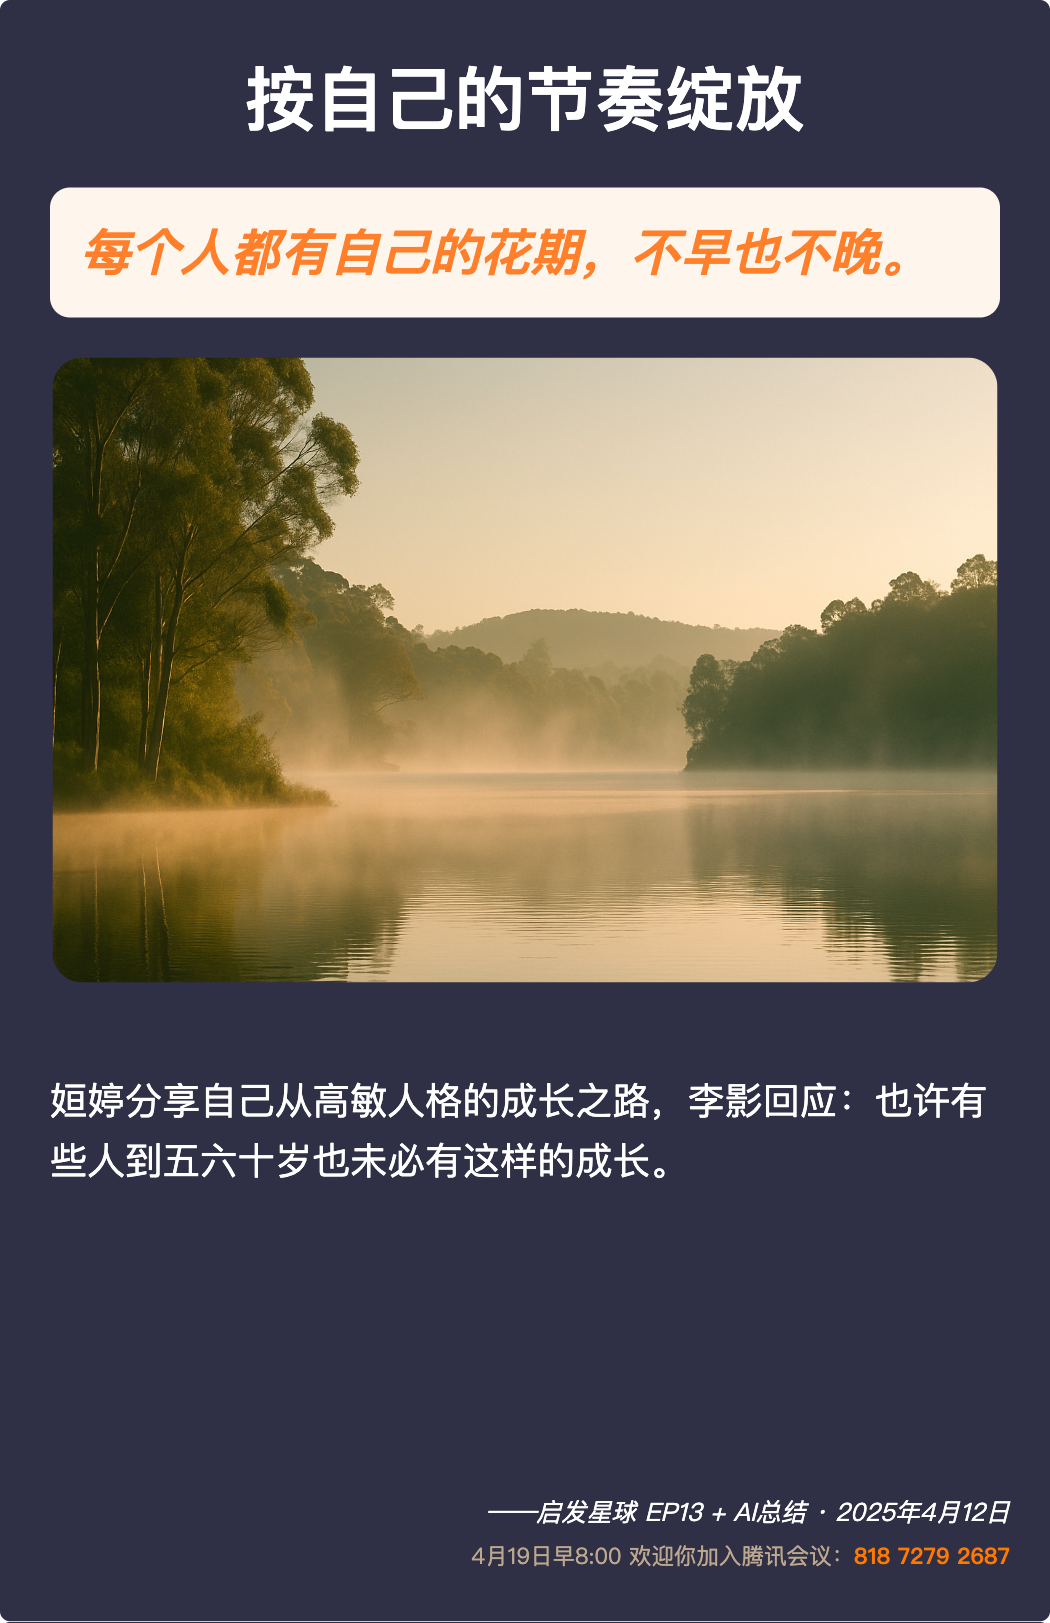 按自己的节奏绽放
每个人都有自己的花期，不早也不晚。
姮婷分享自己从高敏人格的成长之路，李影回应：也许有
些人到五六十岁也未必有这样的成长。
——启发星球 EP13 + AI总结 · 2025年4月12日
4月19日早8:00 欢迎你加入腾讯会议：818 7279 2687